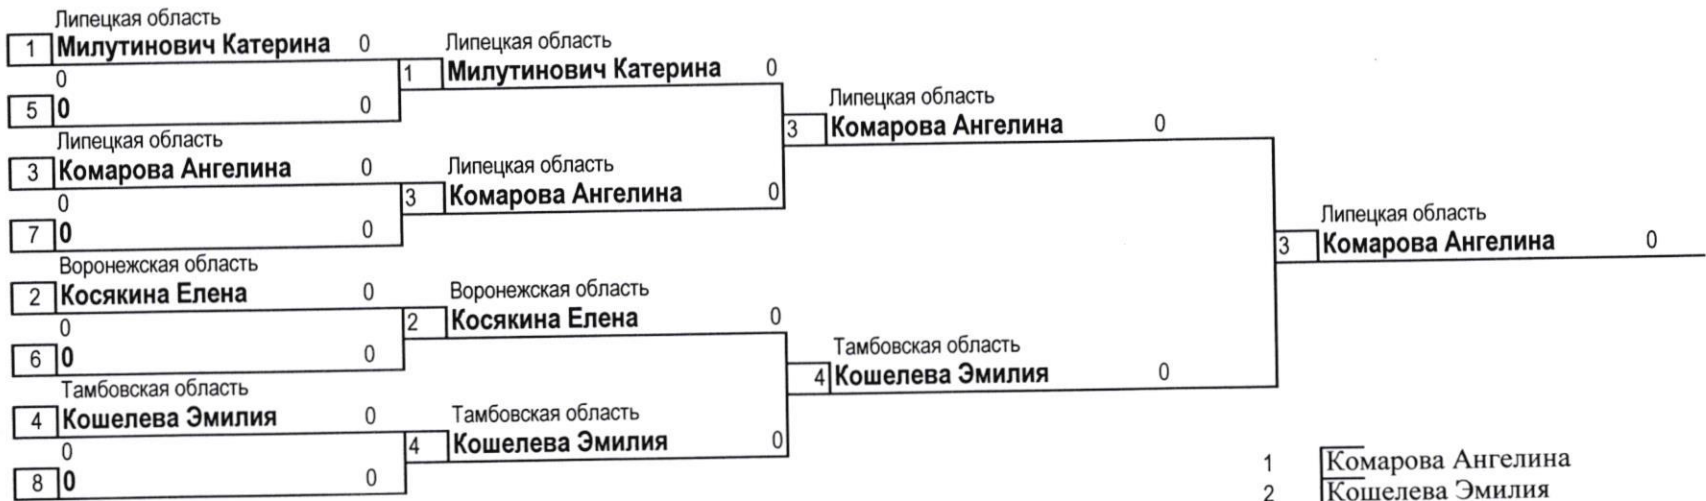 Липецкая область
1 Милутинович Катерина 0
0
5 0 0
Липецкая область
3 Комарова Ангелина 0
0
7 0 0
Воронежская область
2 Косякина Елена 0
0
6 0 0
Тамбовская область
4 Кошелева Эмилия 0
0
8 0 0
Липецкая область
1 Милутинович Катерина 0
Липецкая область
3 Комарова Ангелина 0
Воронежская область
2 Косякина Елена 0
Тамбовская область
4 Кошелева Эмилия 0
Липецкая область
3 Комарова Ангелина 0
Тамбовская область
4 Кошелева Эмилия 0
Липецкая область
3 Комарова Ангелина 0
1 Комарова Ангелина
2 Кошелева Эмилия